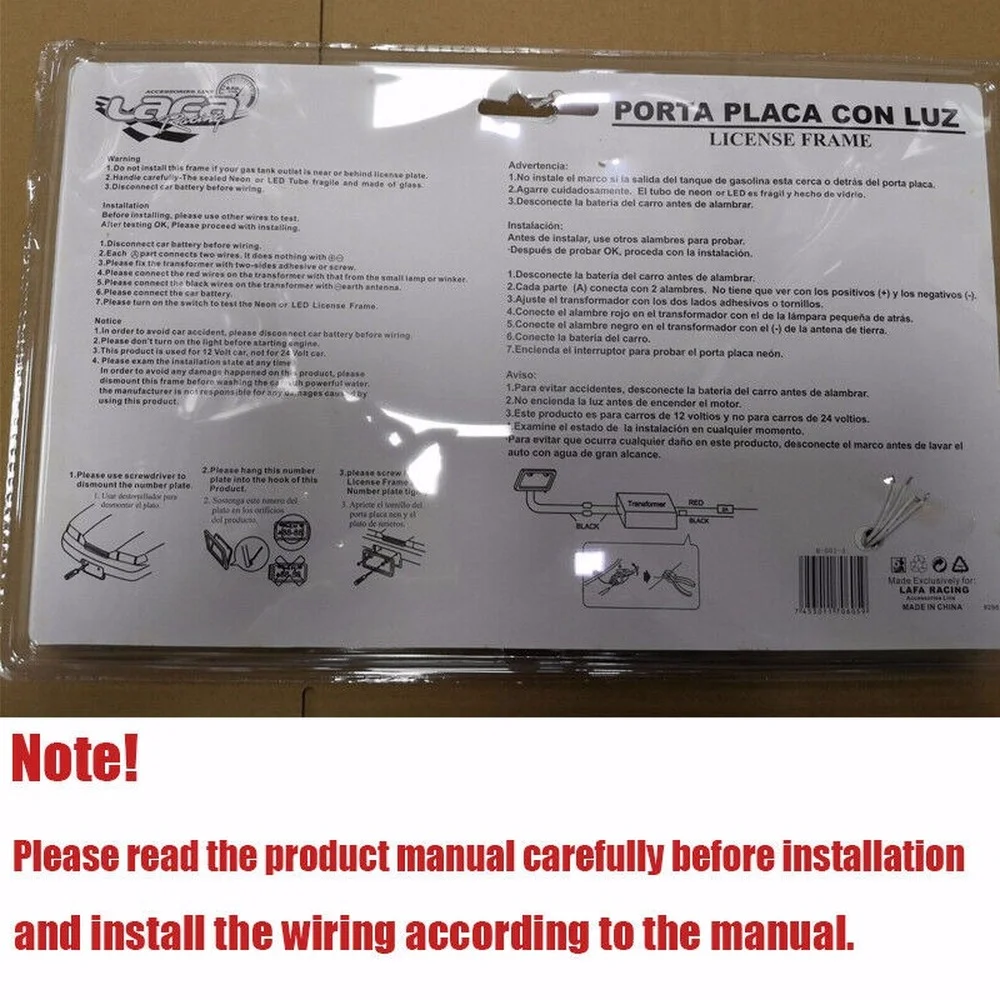 ACCESSORIES LINE
LAFA
Racing
PORTA PLACA CON LUZ
LICENSE FRAME
Warning
1.Do not install this frame if your gas tank outlet is near or behind license plate.
2.Handle carefully-The sealed Neon or LED Tube fragile and made of glass.
3.Disconnect car battery before wiring.
Installation
Before installing, please use other wires to test.
After testing OK, Please proceed with installing.
1.Disconnect car battery before wiring.
2.Each Ⓐpart connects two wires. It does nothing with⊕⊖
3.Please fix the transformer with two-sides adhesive or screw.
4.Please connect the red wires on the transformer with that from the small lamp or winker.
5.Please connect the black wires on the transformer with⊖earth antenna.
6.Please connect the car battery.
7.Please turn on the switch to test the Neon or LED License Frame.
Notice
1.In order to avoid car accident, please disconnect car battery before wiring.
2.Please don't turn on the light before starting engine.
3.This product is used for 12 Volt car, not for 24 Volt car.
4. Please exam the installation state at any time.
In order to avoid any damage happened on this product, please
dismount this frame before washing the car with powerful water.
the manufacturer is not responsible for any damages caused by
using this product.
Advertencia:
1.No instale el marco si la salida del tanque de gasolina esta cerca o detrás del porta placa.
2.Agarre cuidadosamente. El tubo de neon or LED es frágil y hecho de vidrio.
3.Desconecte la batería del carro antes de alambrar.
Instalación:
Antes de instalar, use otros alambres para probar.
·Después de probar OK, proceda con la instalación.
1.Desconecte la batería del carro antes de alambrar.
2.Cada parte (A) conecta con 2 alambres. No tiene que ver con los positivos (+) y los negativos (-).
3.Ajuste el transformador con los dos lados adhesivos o tornillos.
4.Conecte el alambre rojo en el transformador con el de la lámpara pequeña de atrás.
5.Conecte el alambre negro en el transformador con el (-) de la antena de tierra.
6.Conecte la batería del carro.
7.Encienda el interruptor para probar el porta placa neón.
Aviso:
1.Para evitar accidentes, desconecte la batería del carro antes de alambrar.
2.No encienda la luz antes de encender el motor.
3.Este producto es para carros de 12 voltios y no para carros de 24 voltios.
.Examine el estado de la instalación en cualquier momento.
Para evitar que ocurra cualquier daño en este producto, desconecte el marco antes de lavar el
auto con agua de gran alcance.
1.Please use screwdriver to
dismount the number plate.
1. Usar destornillador para
desmontar el plato.
2.Please hang this number
plate into the hook of this
Product.
2. Sostenga este número del
plato en los orificios
del producto.
3.please screw
License Frame
Number plate
3. Apriete el tornillo del
porta placa neon y el
plato de números.
Transformer
RED
BLACK
BLACK
7453011706059
Made Exclusively for:
LAFA RACING
Accessories Line
MADE IN CHINA
Note!
Please read the product manual carefully before installation
and install the wiring according to the manual.